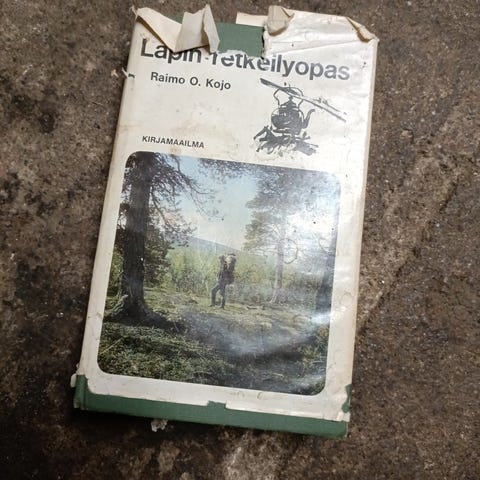 Lapin retkeilyopas
Raimo O. Kojo
KIRJAMAAILMA